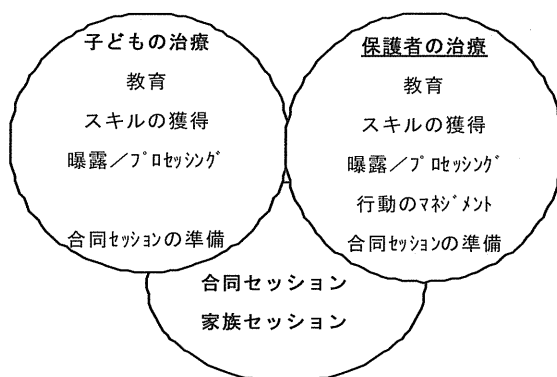 子どもの治療
教育
スキルの獲得
曝露／ﾌﾟﾛｾｯｼﾝｸﾞ
合同ｾｯｼｮﾝの準備
保護者の治療
教育
スキルの獲得
曝露／ﾌﾟﾛｾｯｼﾝｸﾞ
行動のﾏﾈｼﾞﾒﾝﾄ
合同ｾｯｼｮﾝの準備
合同セッション
家族セッション